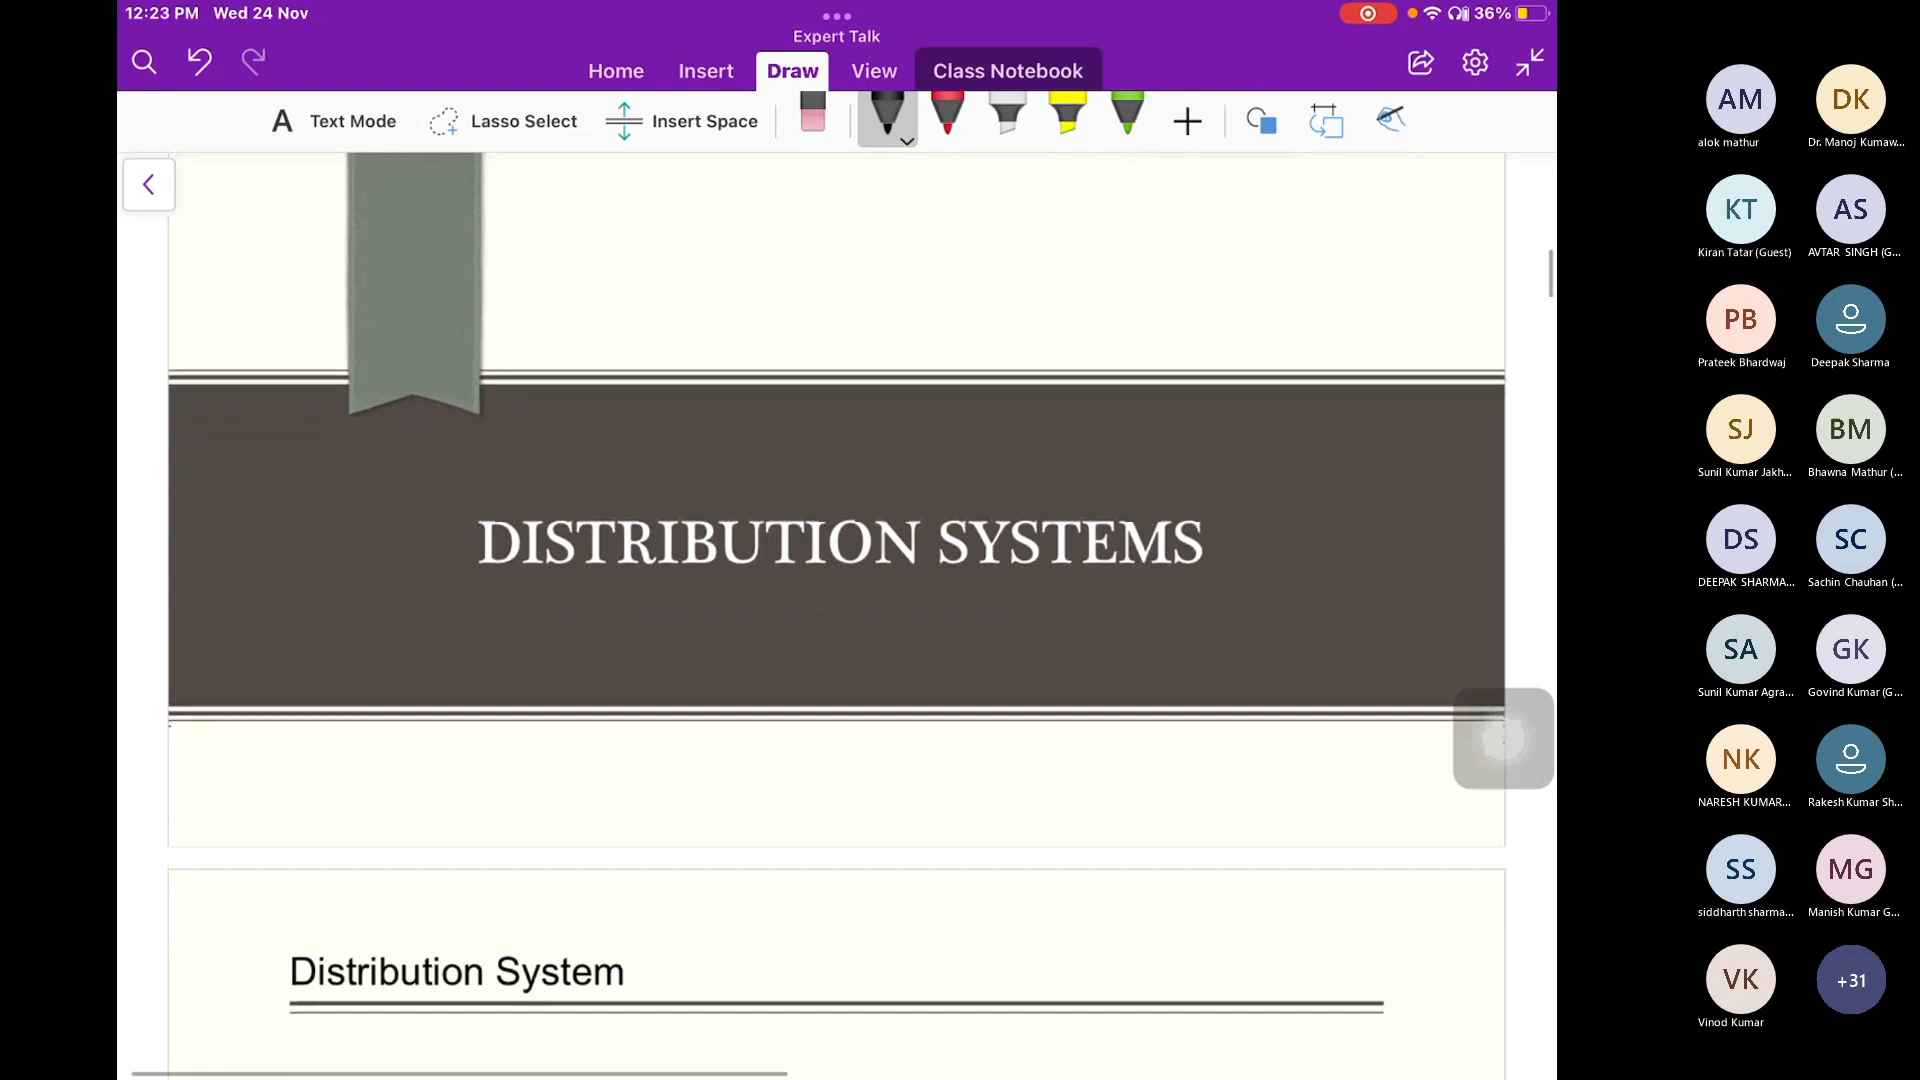 12:23 PM Wed 24 Nov
36%
Expert Talk
Home Insert Draw View Class Notebook
A Text Mode Lasso Select Insert Space
DISTRIBUTION SYSTEMS
Distribution System
AM DK
alok mathur Dr. Manoj Kumaw...
KT AS
Kiran Tatar (Guest) AVTAR SINGH (G...
PB
Prateek Bhardwaj Deepak Sharma
SJ BM
Sunil Kumar Jakh... Bhawna Mathur (...
DS SC
DEEPAK SHARMA... Sachin Chauhan (...
SA GK
Sunil Kumar Agra... Govind Kumar (G...
NK
NARESH KUMAR... Rakesh Kumar Sh...
SS MG
siddharth sharma... Manish Kumar G...
VK +31
Vinod Kumar